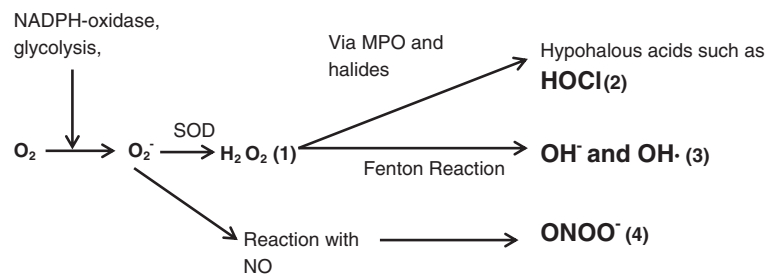 NADPH-oxidase,
glycolysis,
Via MPO and
halides
Hypohalous acids such as
HOCl (2)
O₂
O₂⁻
SOD
H₂O₂ (1)
Fenton Reaction
OH⁻ and OH· (3)
Reaction with
NO
ONOO⁻ (4)